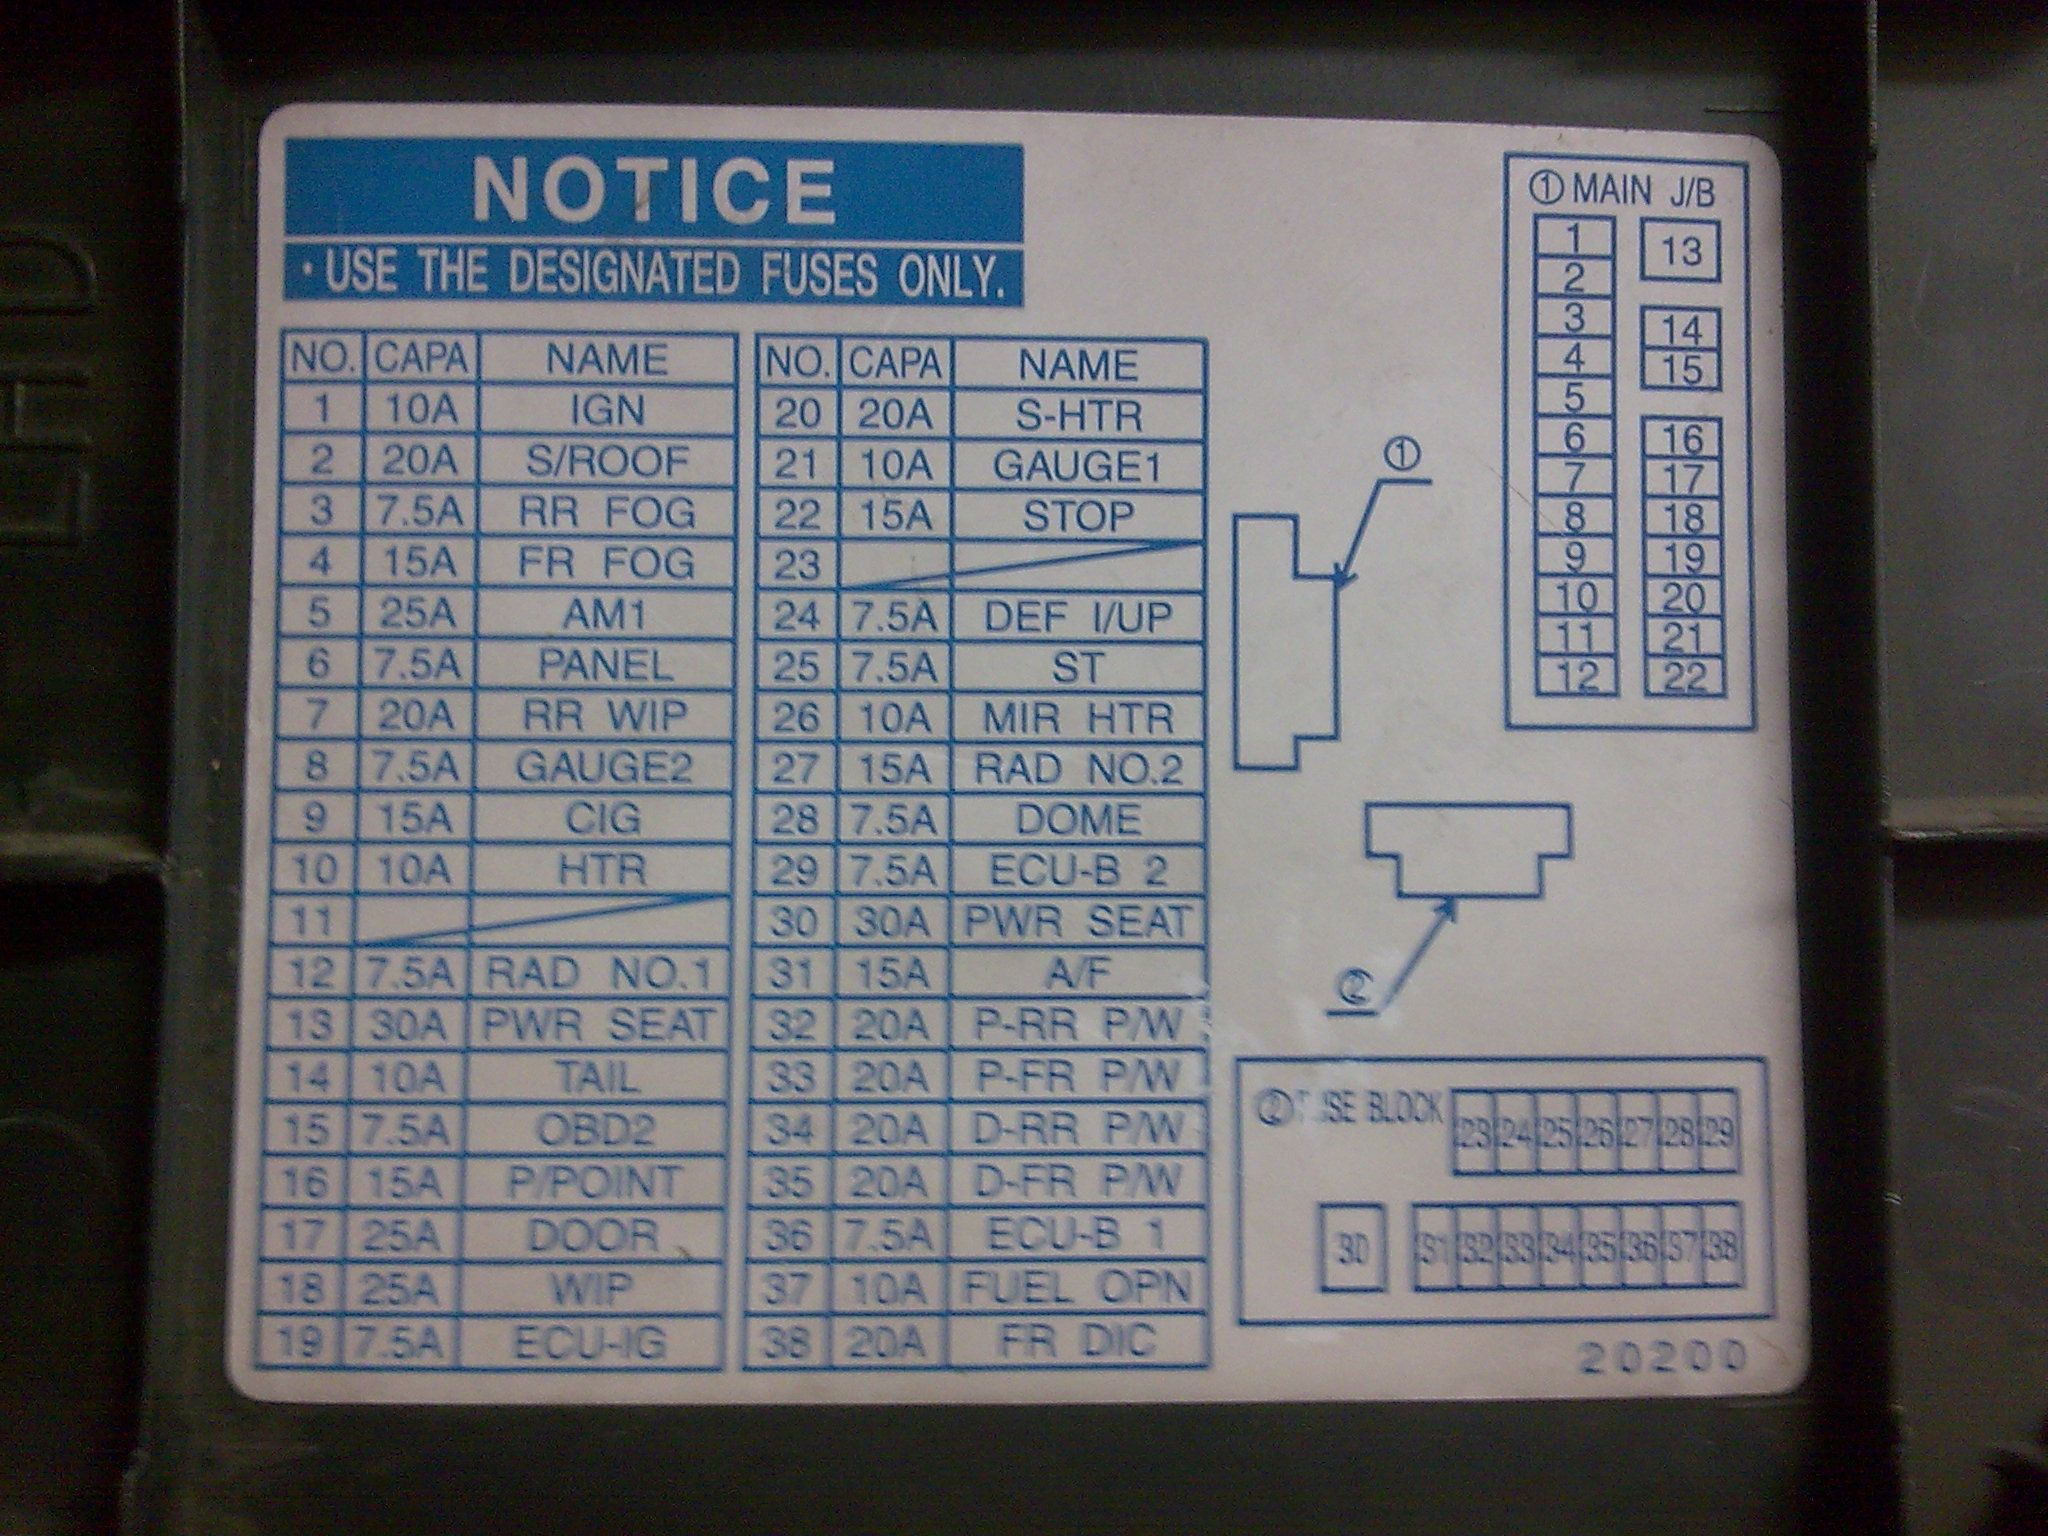 NOTICE
・USE THE DESIGNATED FUSES ONLY.
NO. CAPA NAME
1 10A IGN
2 20A S/ROOF
3 7.5A RR FOG
4 15A FR FOG
5 25A AM1
6 7.5A PANEL
7 20A RR WIP
8 7.5A GAUGE2
9 15A CIG
10 10A HTR
11
12 7.5A RAD NO.1
13 30A PWR SEAT
14 10A TAIL
15 7.5A OBD2
16 15A P/POINT
17 25A DOOR
18 25A WIP
19 7.5A ECU-IG
NO. CAPA NAME
20 20A S-HTR
21 10A GAUGE1
22 15A STOP
23
24 7.5A DEF I/UP
25 7.5A ST
26 10A MIR HTR
27 15A RAD NO.2
28 7.5A DOME
29 7.5A ECU-B 2
30 30A PWR SEAT
31 15A A/F
32 20A P-RR P/W
33 20A P-FR P/W
34 20A D-RR P/W
35 20A D-FR P/W
36 7.5A ECU-B 1
37 10A FUEL OPN
38 20A FR DIC
①
②
① MAIN J/B
1
2
3
4
5
6
7
8
9
10
11
12
13
14
15
16
17
18
19
20
21
22
② FUSE BLOCK
23 24 25 26 27 28 29
30 31 32 33 34 35 36 37 38
20200